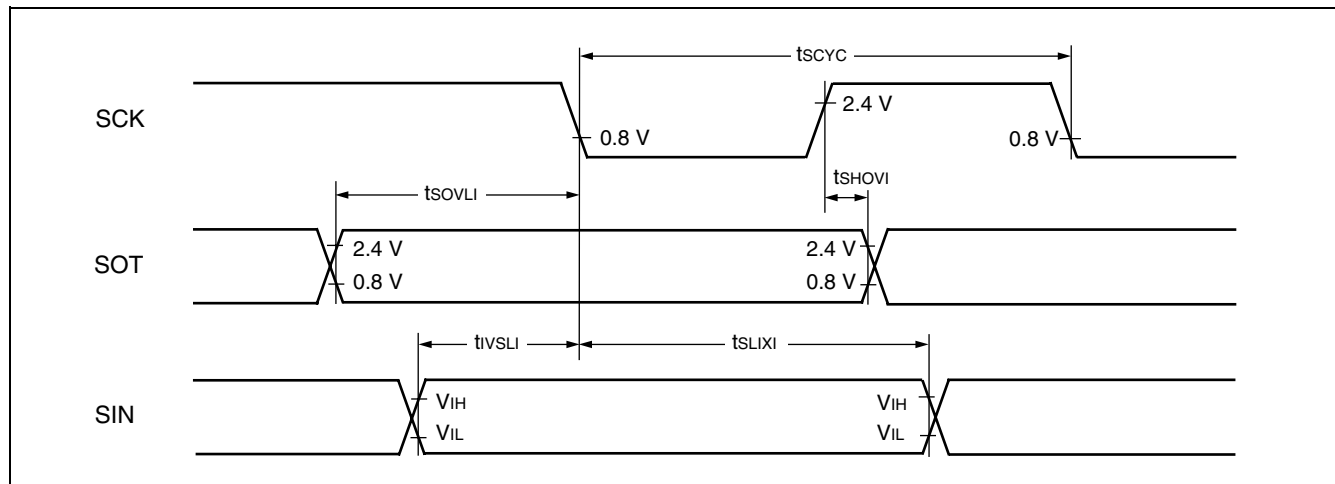 tSCYC
SCK
2.4 V
0.8 V
0.8 V
tSHOVI
tSOVLI
SOT
2.4 V
2.4 V
0.8 V
0.8 V
tIVSLI
tSLIXI
SIN
VIH
VIH
VIL
VIL